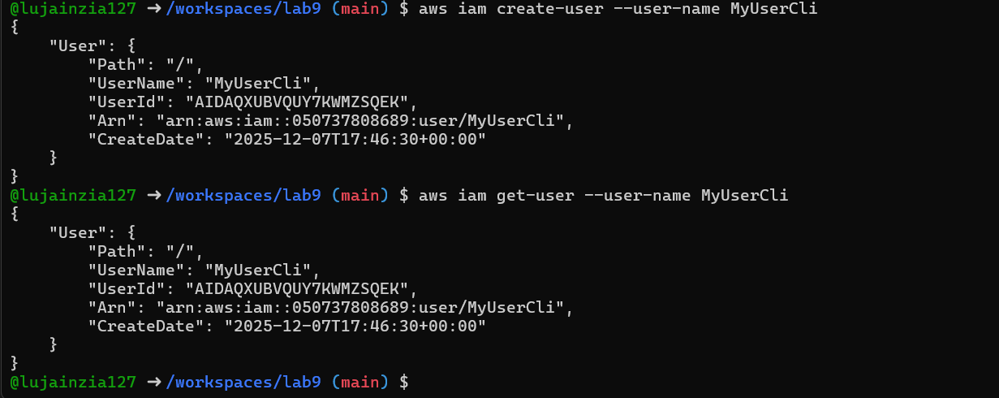 @lujainzia127 ➜ /workspaces/lab9 (main) $ aws iam create-user --user-name MyUserCli
{
    "User": {
        "Path": "/",
        "UserName": "MyUserCli",
        "UserId": "AIDAQXUBVQUY7KWMZSQEK",
        "Arn": "arn:aws:iam::050737808689:user/MyUserCli",
        "CreateDate": "2025-12-07T17:46:30+00:00"
    }
}
@lujainzia127 ➜ /workspaces/lab9 (main) $ aws iam get-user --user-name MyUserCli
{
    "User": {
        "Path": "/",
        "UserName": "MyUserCli",
        "UserId": "AIDAQXUBVQUY7KWMZSQEK",
        "Arn": "arn:aws:iam::050737808689:user/MyUserCli",
        "CreateDate": "2025-12-07T17:46:30+00:00"
    }
}
@lujainzia127 ➜ /workspaces/lab9 (main) $